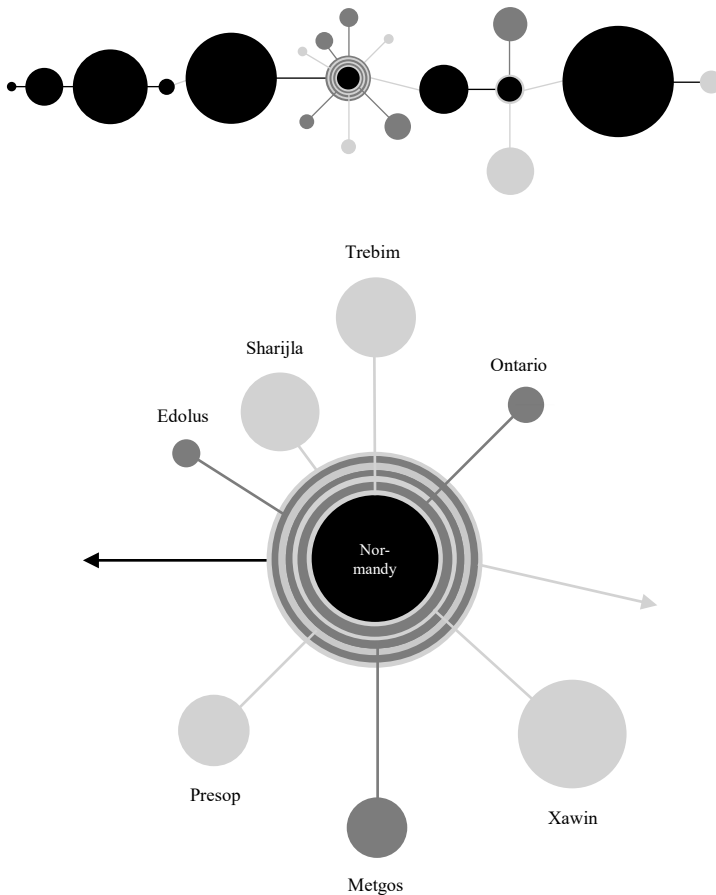 Trebim
Sharijla
Ontario
Edolus
Nor-
mandy
Presop
Xawin
Metgos